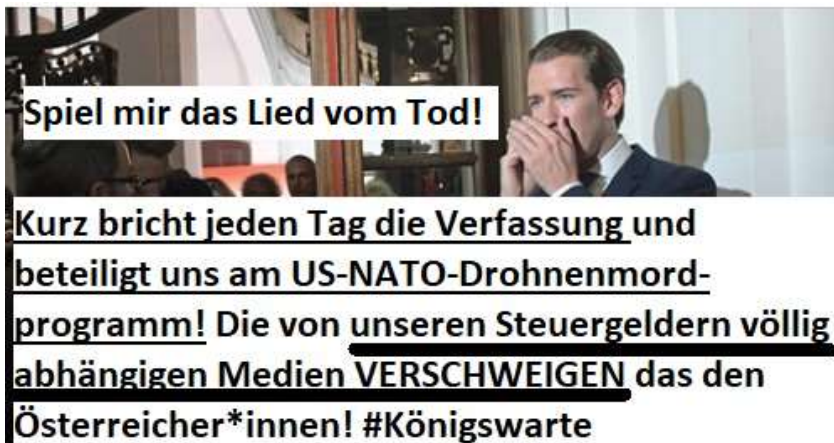 Spiel mir das Lied vom Tod!
Kurz bricht jeden Tag die Verfassung und
beteiligt uns am US-NATO-Drohnenmord-
programm! Die von unseren Steuergeldern völlig
abhängigen Medien VERSCHWEIGEN das den
Österreicher*innen! #Königswarte